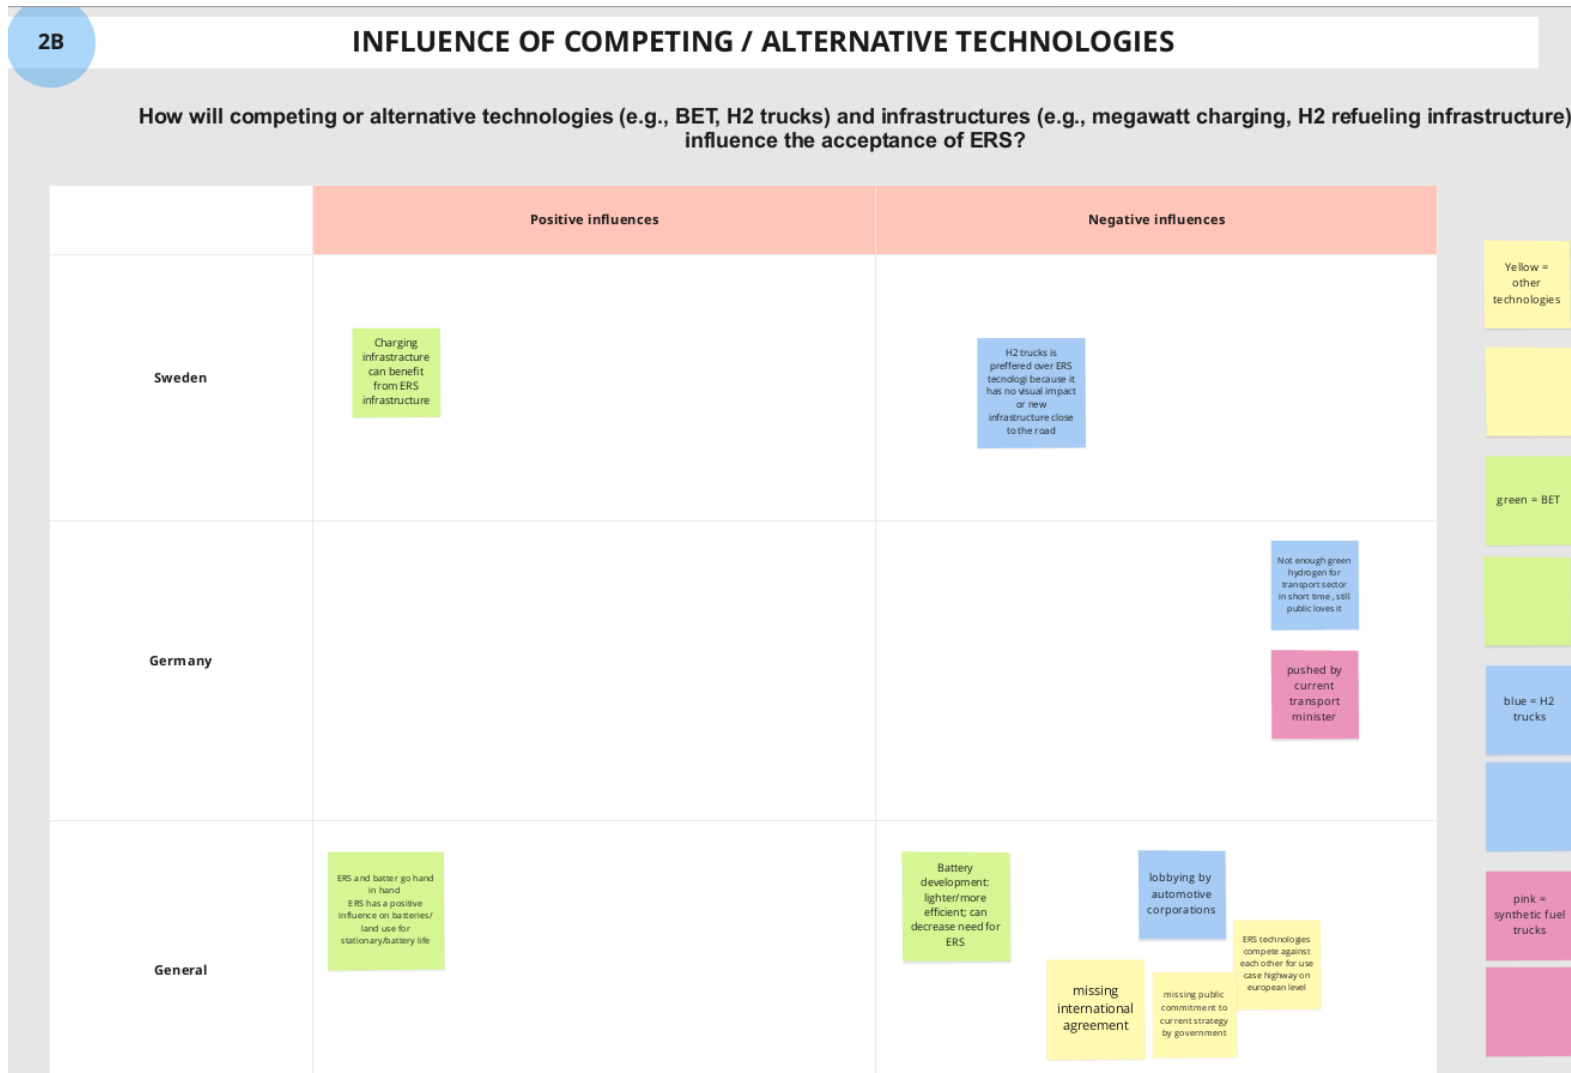 2B
INFLUENCE OF COMPETING / ALTERNATIVE TECHNOLOGIES
How will competing or alternative technologies (e.g., BET, H2 trucks) and infrastructures (e.g., megawatt charging, H2 refueling infrastructure)
influence the acceptance of ERS?
Positive influences
Negative influences
Sweden
Charging
infrastracture
can benefit
from ERS
infrastructure
H2 trucks is
preffered over ERS
tecnologi because it
has no visual impact
or new
infrastructure close
to the road
Germany
Not enough green
hydrogen for
transport sector
in short time , still
public loves it
pushed by
current
transport
minister
General
ERS and batter go hand
in hand
ERS has a positive
influence on batteries/
land use for
stationary/battery life
Battery
development:
lighter/more
efficient; can
decrease need for
ERS
lobbying by
automotive
corporations
ERS technologies
compete against
each other for use
case highway on
european level
missing
international
agreement
missing public
commitment to
current strategy
by government
Yellow =
other
technologies
green = BET
blue = H2
trucks
pink =
synthetic fuel
trucks